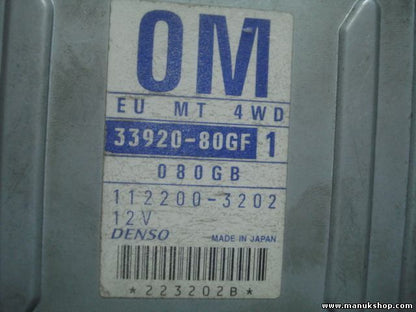 OM
EU MT 4WD
33920-80GF 1
080GB
112200-3202
12V
DENSO MADE IN JAPAN
*223202B*
www.manukshop.com